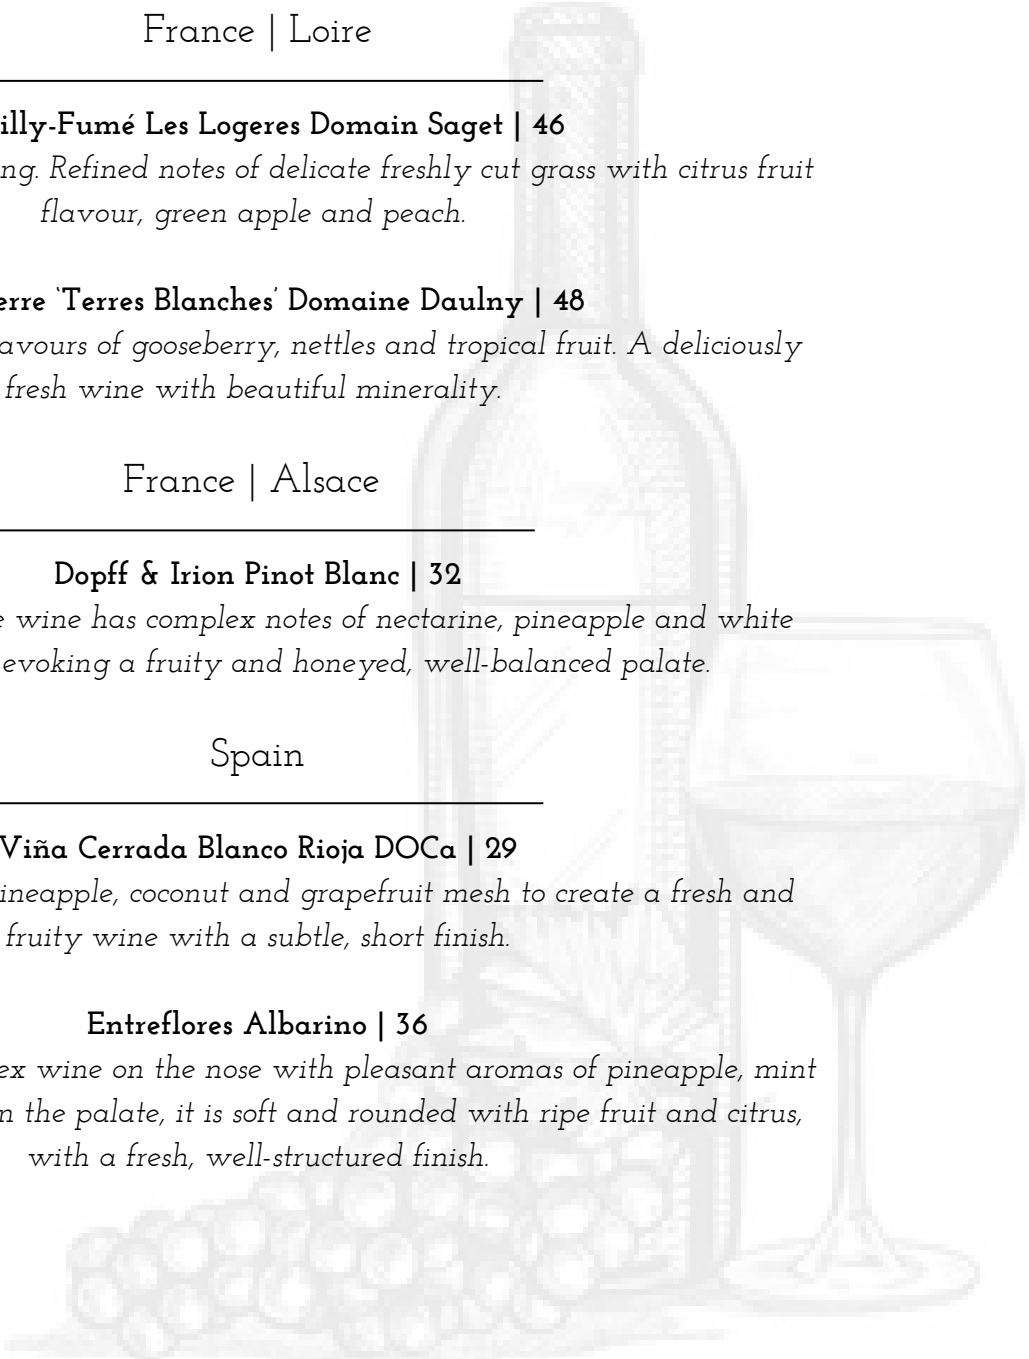 France | Loire
illy-Fumé Les Logeres Domain Saget | 46
ng. Refined notes of delicate freshly cut grass with citrus fruit
flavour, green apple and peach.
erre ‘Terres Blanches’ Domaine Daulny | 48
avours of gooseberry, nettles and tropical fruit. A deliciously
fresh wine with beautiful minerality.
France | Alsace
Dopff & Irion Pinot Blanc | 32
e wine has complex notes of nectarine, pineapple and white
evoking a fruity and honeyed, well-balanced palate.
Spain
Viña Cerrada Blanco Rioja DOCa | 29
ineapple, coconut and grapefruit mesh to create a fresh and
fruity wine with a subtle, short finish.
Entreflores Albarino | 36
ex wine on the nose with pleasant aromas of pineapple, mint
n the palate, it is soft and rounded with ripe fruit and citrus,
with a fresh, well-structured finish.